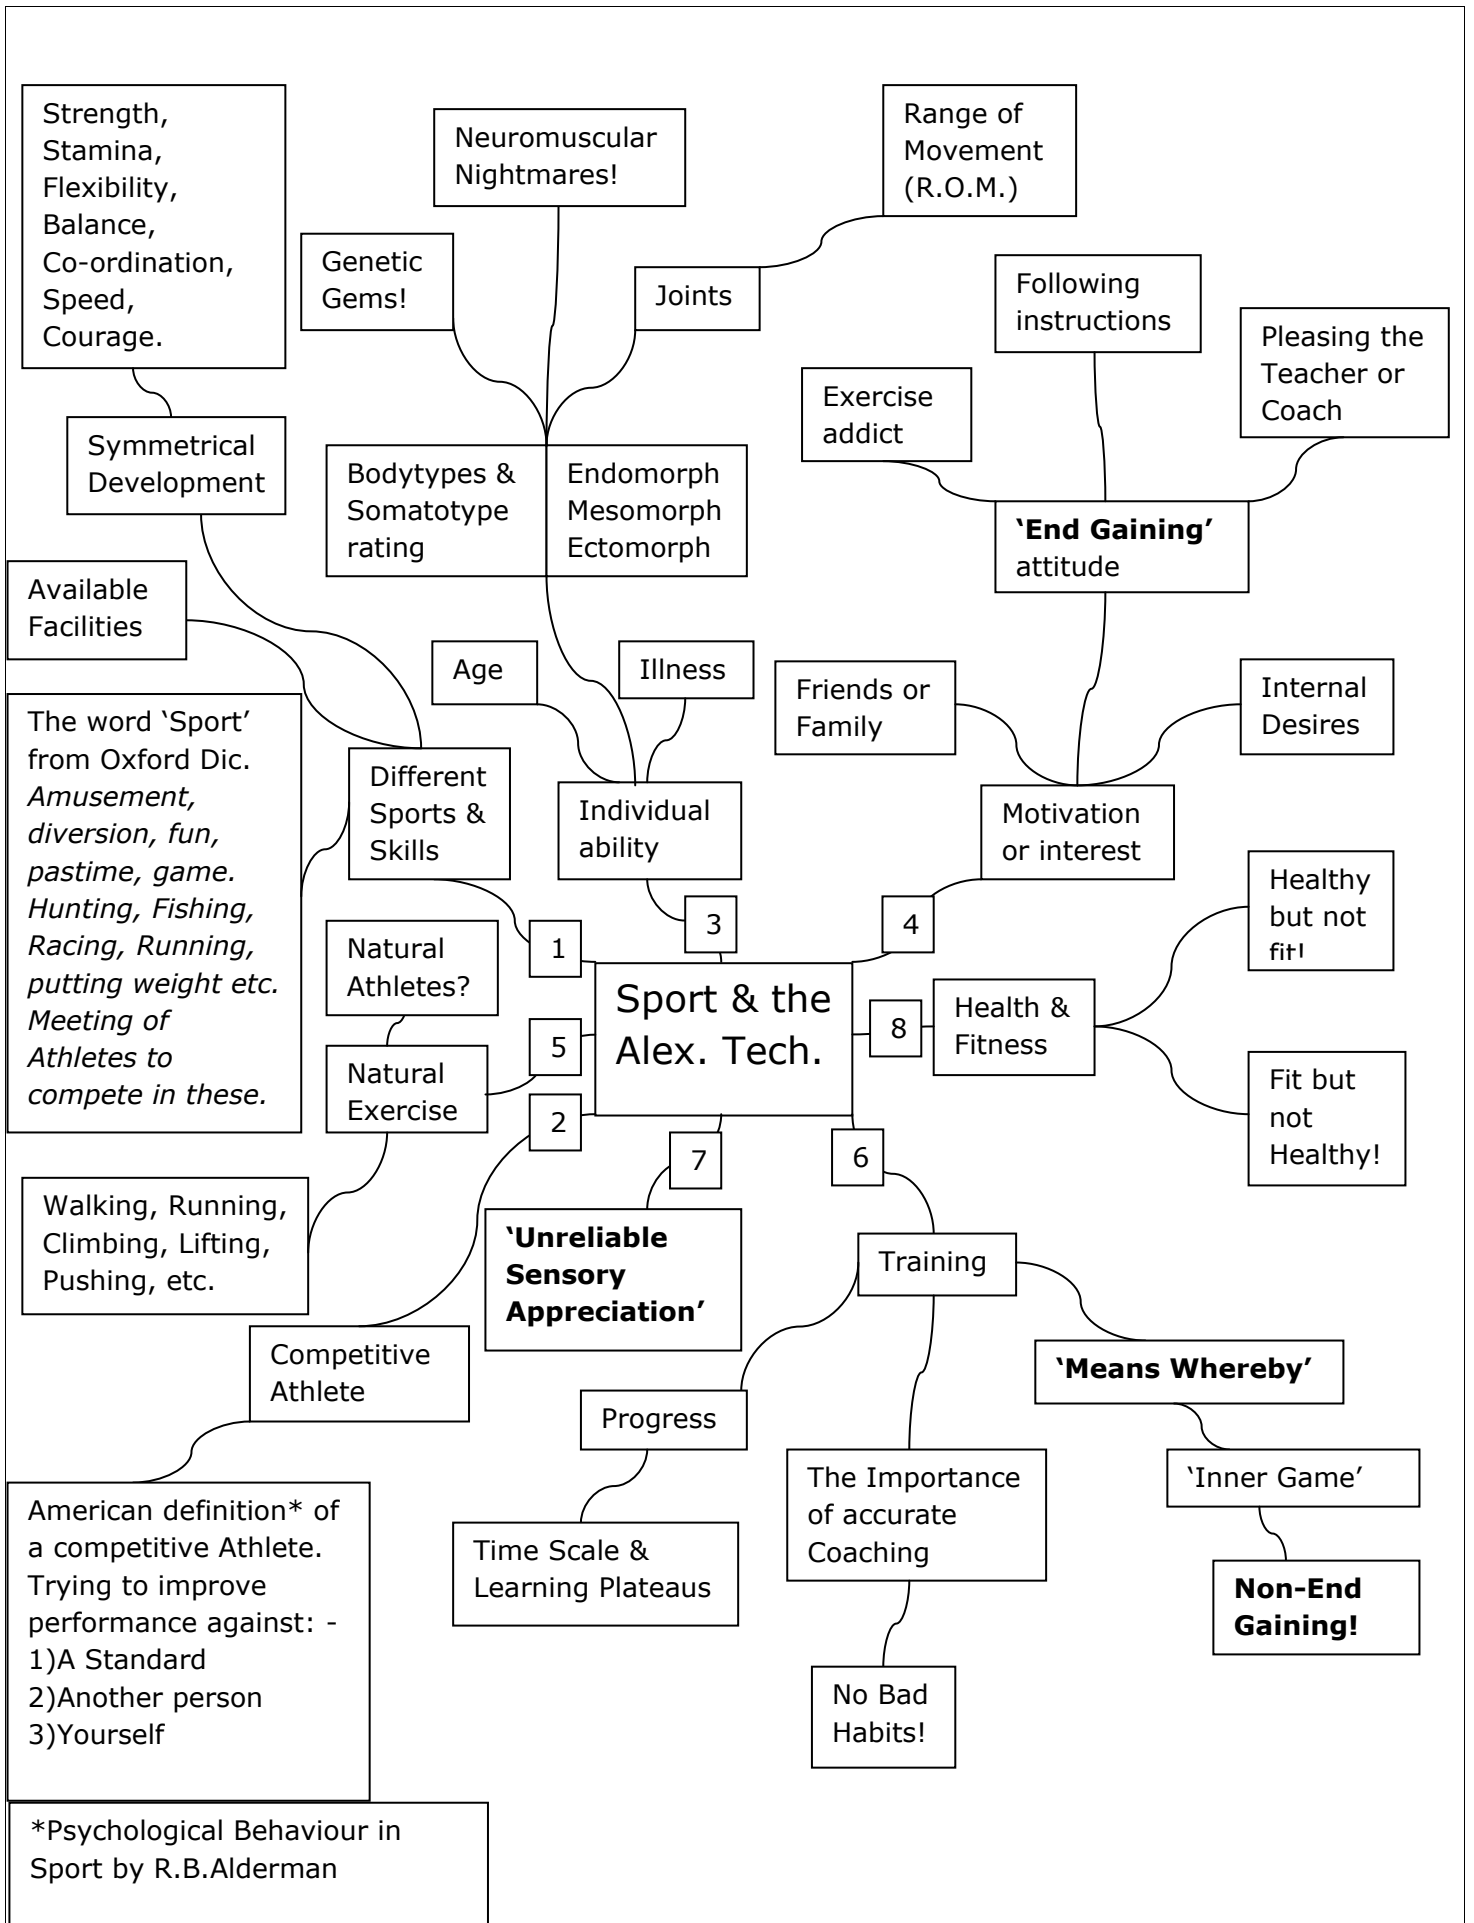 Strength,
Stamina,
Flexibility,
Balance,
Co-ordination,
Speed,
Courage.
Neuromuscular
Nightmares!
Range of
Movement
(R.O.M.)
Genetic
Gems!
Joints
Following
instructions
Pleasing the
Teacher or
Coach
Exercise
addict
Symmetrical
Development
Bodytypes &
Somatotype
rating
Endomorph
Mesomorph
Ectomorph
‘End Gaining’
attitude
Available
Facilities
Age
Illness
Friends or
Family
Internal
Desires
The word ‘Sport’
from Oxford Dic.
Amusement,
diversion, fun,
pastime, game.
Hunting, Fishing,
Racing, Running,
putting weight etc.
Meeting of
Athletes to
compete in these.
Different
Sports &
Skills
Individual
ability
Motivation
or interest
Healthy
but not
fit!
1
3
4
Natural
Athletes?
Sport & the
Alex. Tech.
5
8
Health &
Fitness
Natural
Exercise
2
7
6
Fit but
not
Healthy!
Walking, Running,
Climbing, Lifting,
Pushing, etc.
‘Unreliable
Sensory
Appreciation’
Training
Competitive
Athlete
‘Means Whereby’
Progress
The Importance
of accurate
Coaching
‘Inner Game’
American definition* of
a competitive Athlete.
Trying to improve
performance against: -
1)A Standard
2)Another person
3)Yourself
Time Scale &
Learning Plateaus
Non-End
Gaining!
No Bad
Habits!
*Psychological Behaviour in
Sport by R.B.Alderman